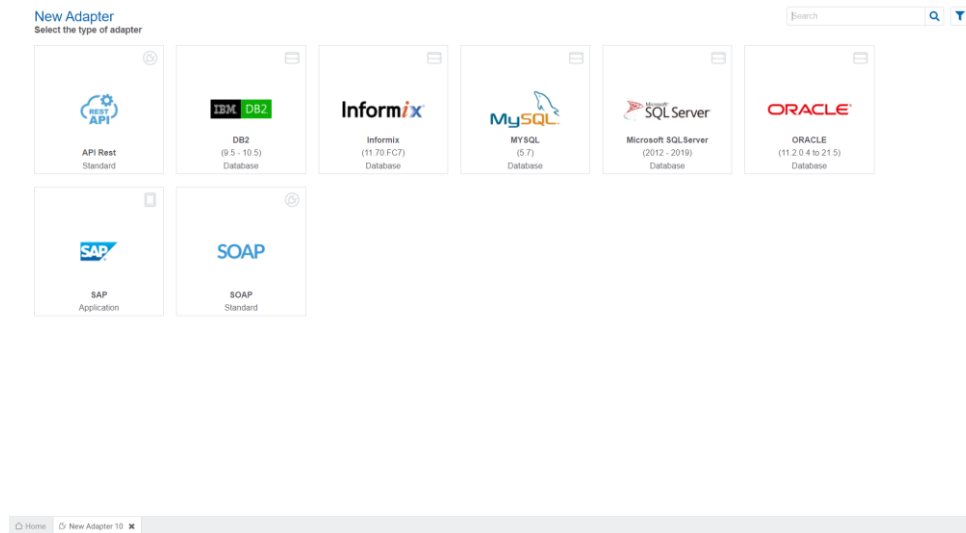 New Adapter
Select the type of adapter
Search
REST
API
API Rest
Standard
IBM DB2
DB2
(9.5 - 10.5)
Database
Informix
Informix
(11.70.FC7)
Database
MySQL
MYSQL
(5.7)
Database
Microsoft
SQL Server
Microsoft SQLServer
(2012 - 2019)
Database
ORACLE
ORACLE
(11.2.0.4 to 21.5)
Database
SAP
SAP
Application
SOAP
SOAP
Standard
Home
New Adapter 10